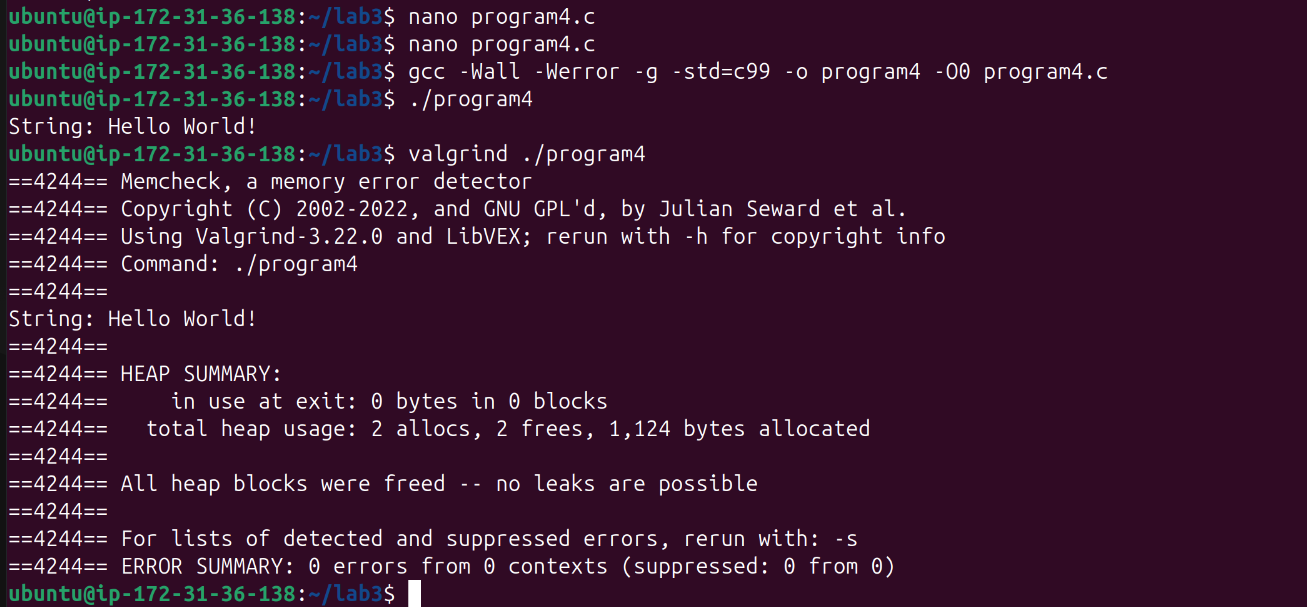 ubuntu@ip-172-31-36-138:~/lab3$ nano program4.c
ubuntu@ip-172-31-36-138:~/lab3$ nano program4.c
ubuntu@ip-172-31-36-138:~/lab3$ gcc -Wall -Werror -g -std=c99 -o program4 -O0 program4.c
ubuntu@ip-172-31-36-138:~/lab3$ ./program4
String: Hello World!
ubuntu@ip-172-31-36-138:~/lab3$ valgrind ./program4
==4244== Memcheck, a memory error detector
==4244== Copyright (C) 2002-2022, and GNU GPL'd, by Julian Seward et al.
==4244== Using Valgrind-3.22.0 and LibVEX; rerun with -h for copyright info
==4244== Command: ./program4
==4244==
String: Hello World!
==4244==
==4244== HEAP SUMMARY:
==4244==     in use at exit: 0 bytes in 0 blocks
==4244==   total heap usage: 2 allocs, 2 frees, 1,124 bytes allocated
==4244==
==4244== All heap blocks were freed -- no leaks are possible
==4244==
==4244== For lists of detected and suppressed errors, rerun with: -s
==4244== ERROR SUMMARY: 0 errors from 0 contexts (suppressed: 0 from 0)
ubuntu@ip-172-31-36-138:~/lab3$